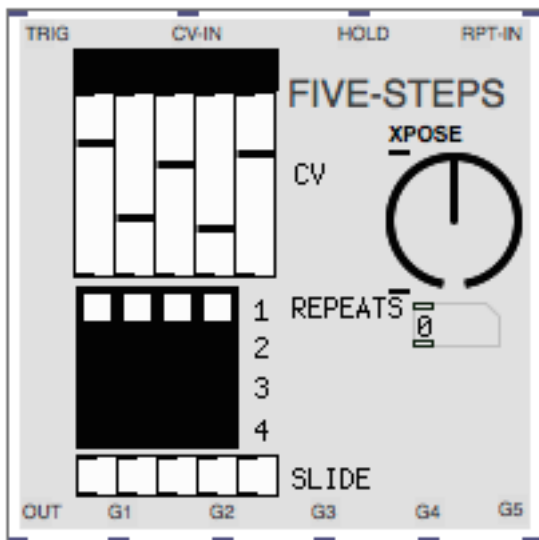 TRIG CV-IN HOLD RPT-IN
FIVE-STEPS
XPOSE
CV
1 REPEATS
0
2
3
4
SLIDE
OUT G1 G2 G3 G4 G5